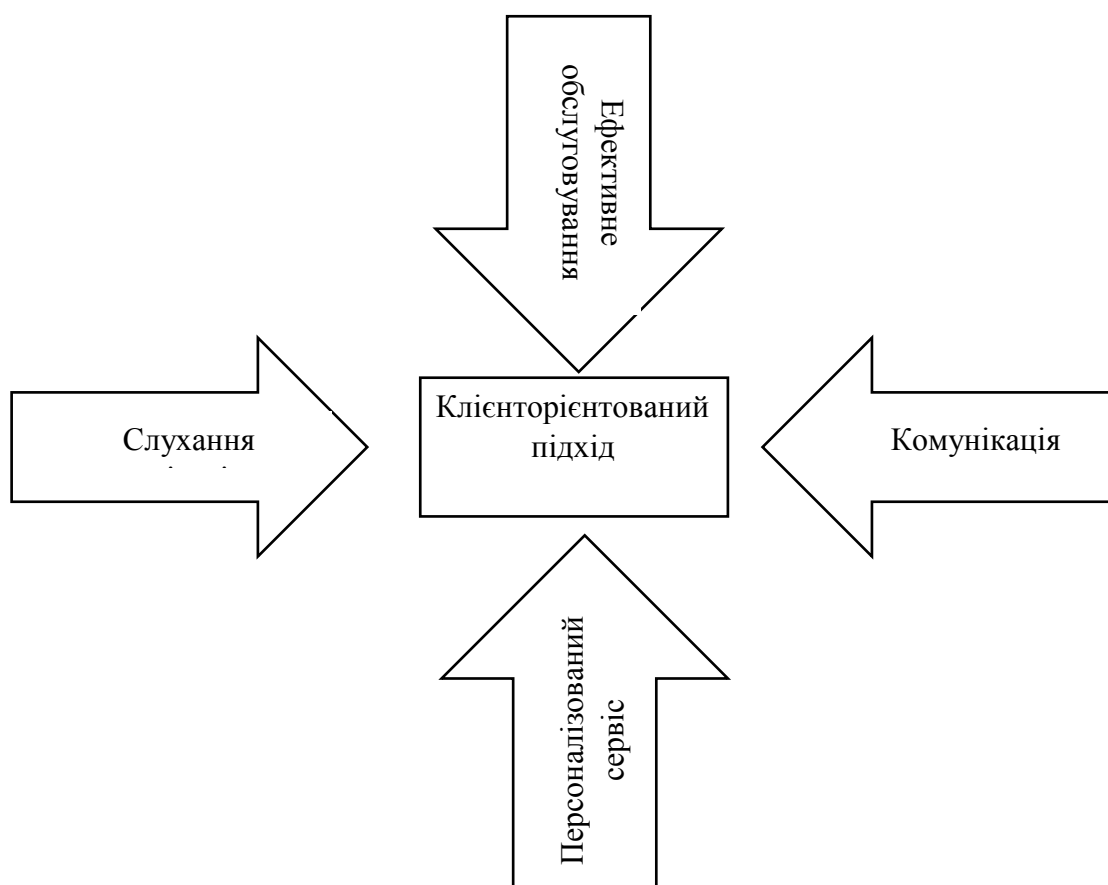 Ефективне
обслуговування
Клієнторієнтований
підхід
Слухання
Комунікація
Персоналізований
сервіс